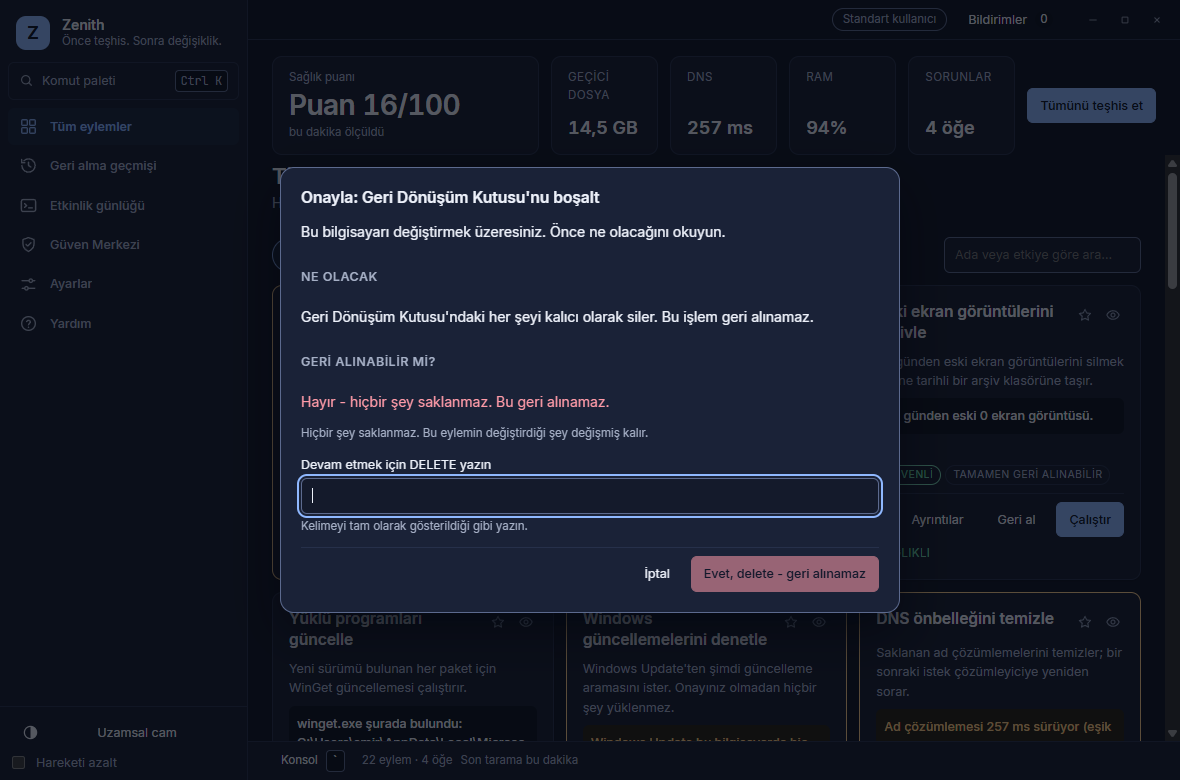 Z
Zenith
Önce teşhis. Sonra değişiklik.
Komut paleti
Ctrl K
Tüm eylemler
Geri alma geçmişi
Etkinlik günlüğü
Güven Merkezi
Ayarlar
Yardım
Uzamsal cam
Hareketi azalt
Standart kullanıcı
Bildirimler 0
Sağlık puanı
Puan 16/100
bu dakika ölçüldü
GEÇİCİ
DOSYA
14,5 GB
DNS
257 ms
RAM
94%
SORUNLAR
4 öğe
Tümünü teşhis et
Ada veya etkiye göre ara...
Onayla: Geri Dönüşüm Kutusu'nu boşalt
Bu bilgisayarı değiştirmek üzeresiniz. Önce ne olacağını okuyun.
NE OLACAK
Geri Dönüşüm Kutusu'ndaki her şeyi kalıcı olarak siler. Bu işlem geri alınamaz.
GERİ ALINABİLİR Mİ?
Hayır - hiçbir şey saklanmaz. Bu geri alınamaz.
Hiçbir şey saklanmaz. Bu eylemin değiştirdiği şey değişmiş kalır.
Devam etmek için DELETE yazın
Kelimeyi tam olarak gösterildiği gibi yazın.
İptal
Evet, delete - geri alınamaz
ekran görüntülerini
günden eski ekran görüntülerini silmek
tarihli bir arşiv klasörüne taşır.
günden eski 0 ekran görüntüsü.
TAMAMEN GERİ ALINABİLİR
Ayrıntılar
Geri al
Çalıştır
Yüklü programları
güncelle
Yeni sürümü bulunan her paket için
WinGet güncellemesi çalıştırır.
winget.exe şurada bulundu:
Windows
güncellemelerini denetle
Windows Update'ten şimdi güncelleme
aramasını ister. Onayınız olmadan hiçbir
şey yüklenmez.
DNS önbelleğini temizle
Saklanan ad çözümlemelerini temizler; bir
sonraki istek çözümleyiciye yeniden
sorar.
Ad çözümlemesi 257 ms sürüyor (eşik
Konsol
22 eylem · 4 öğe Son tarama bu dakika